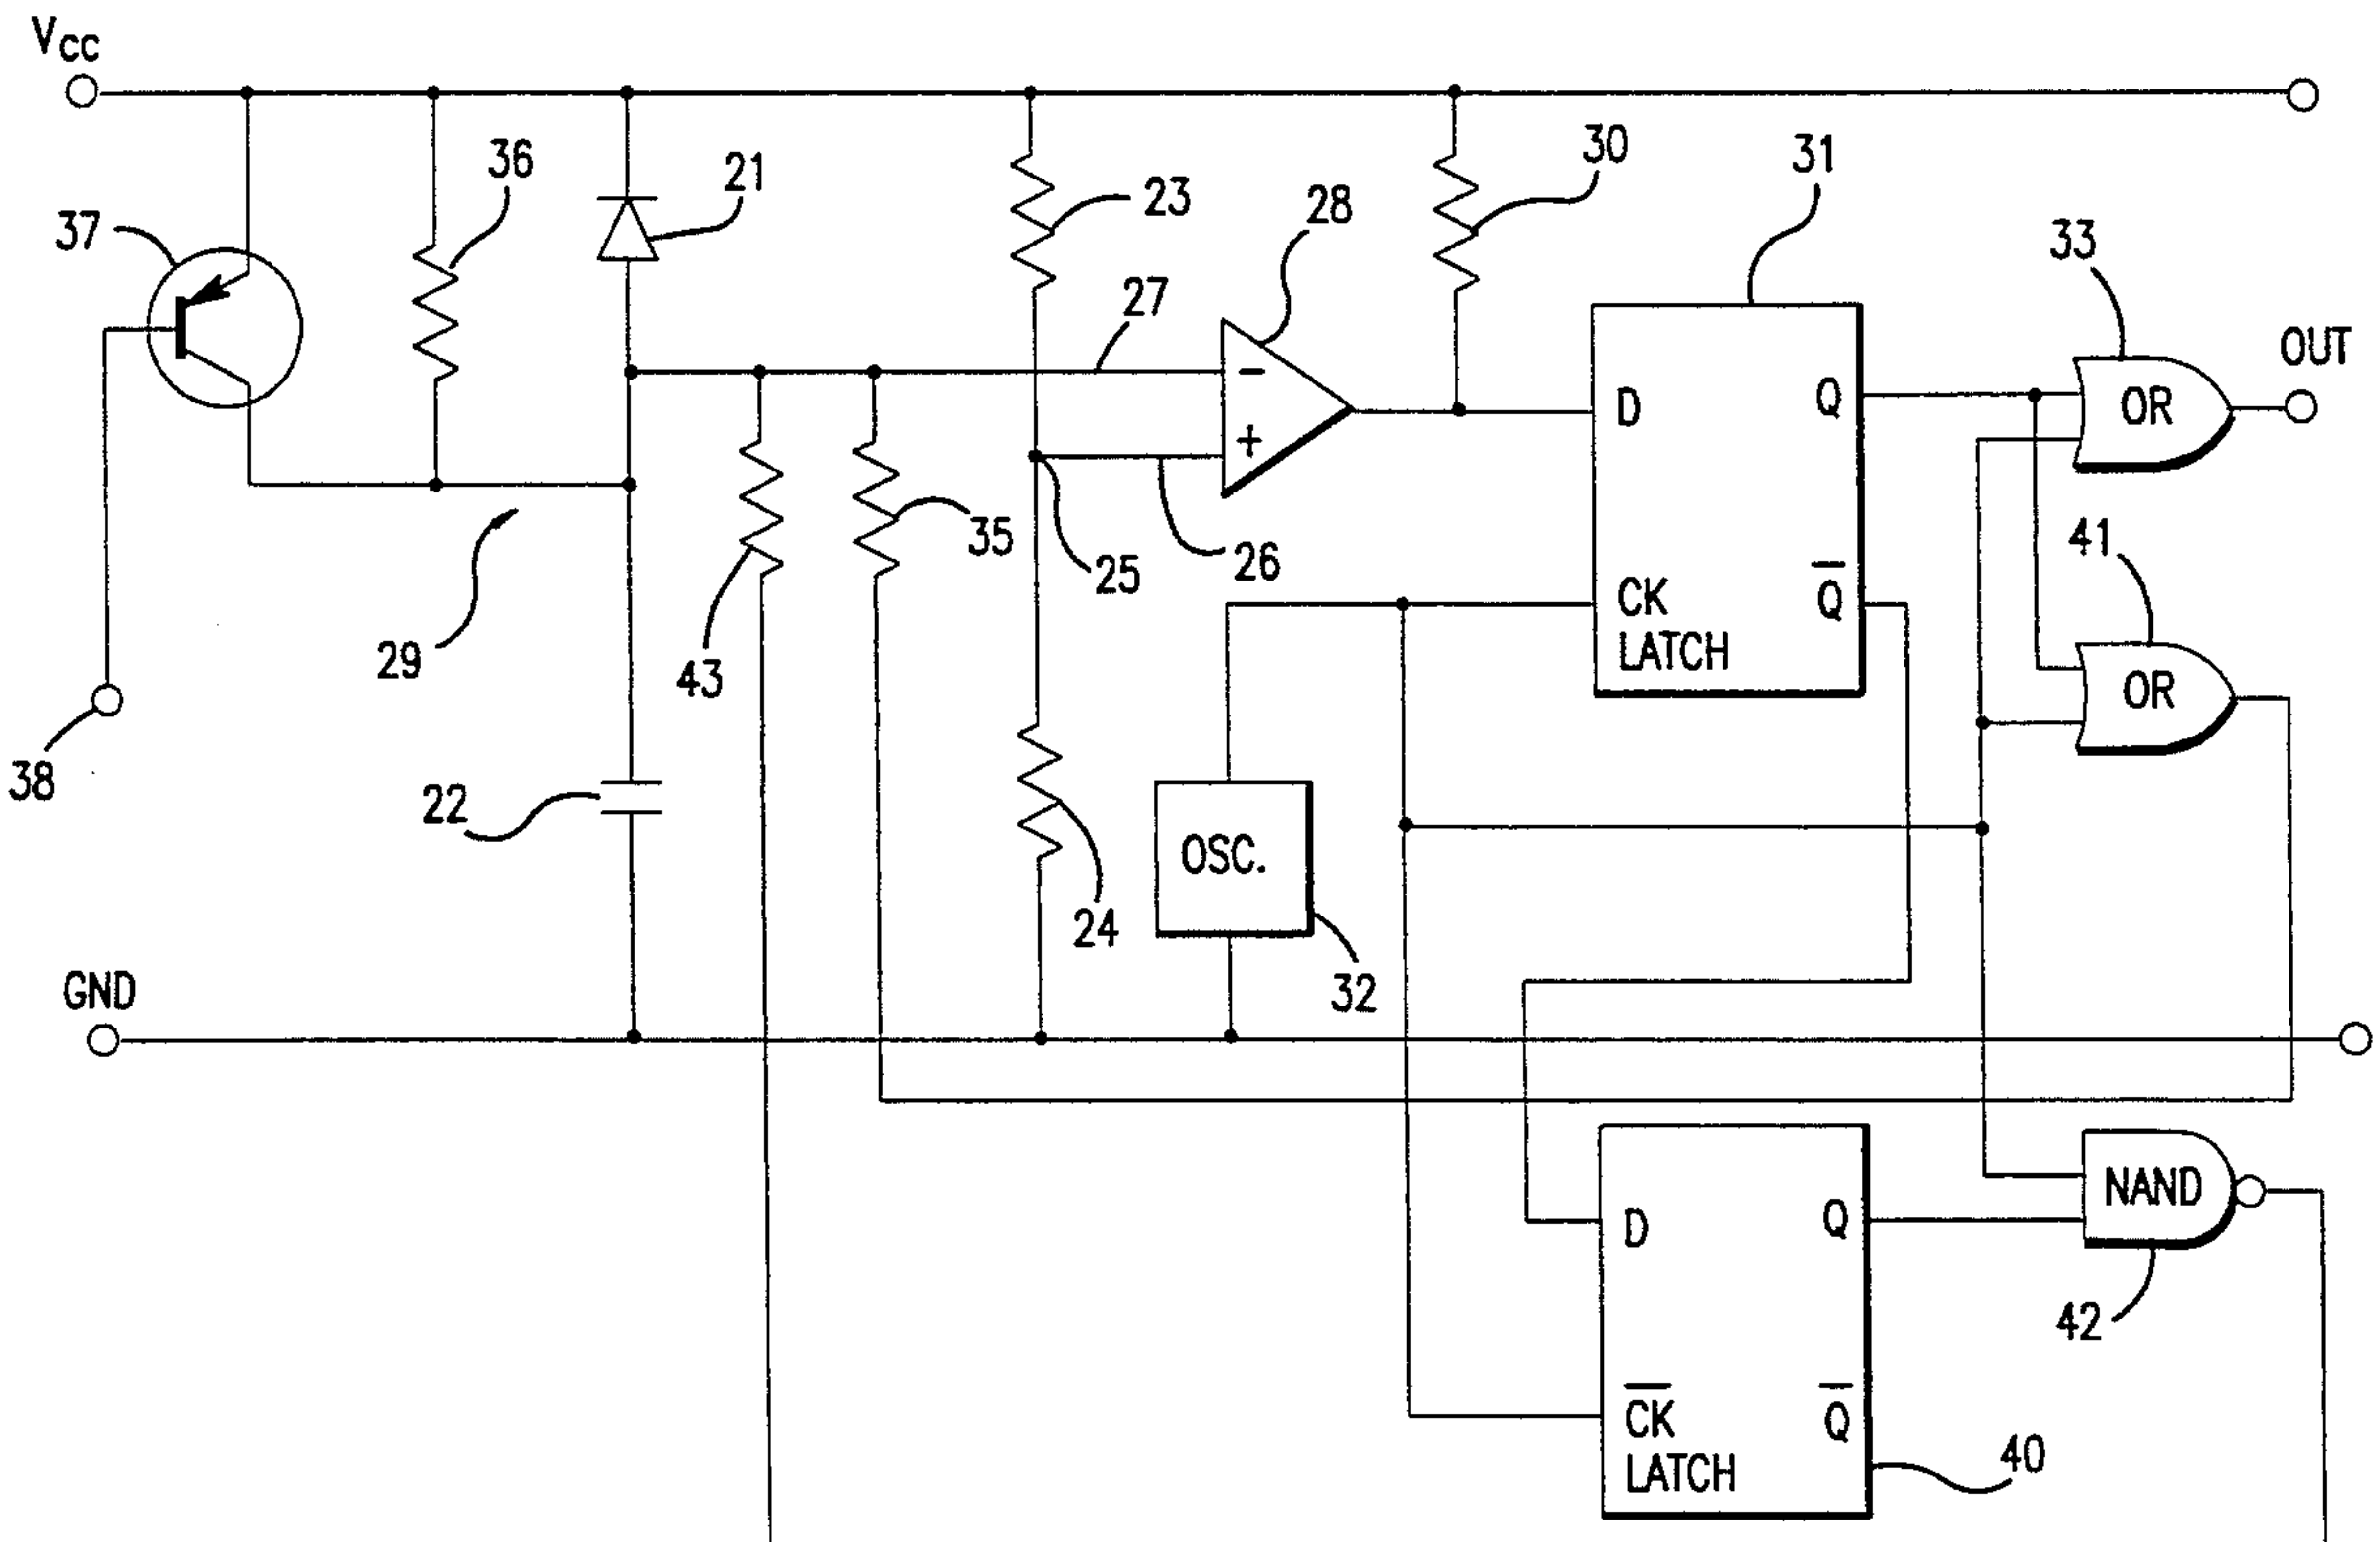 VCC
36
21
23
28
30
31
33
37
27
OUT
D
Q
OR
−
+
43
35
25
26
41
CK
Q̅
LATCH
OR
29
38
22
OSC.
24
32
GND
D
Q
NAND
42
C̅K̅
Q̅
LATCH
40